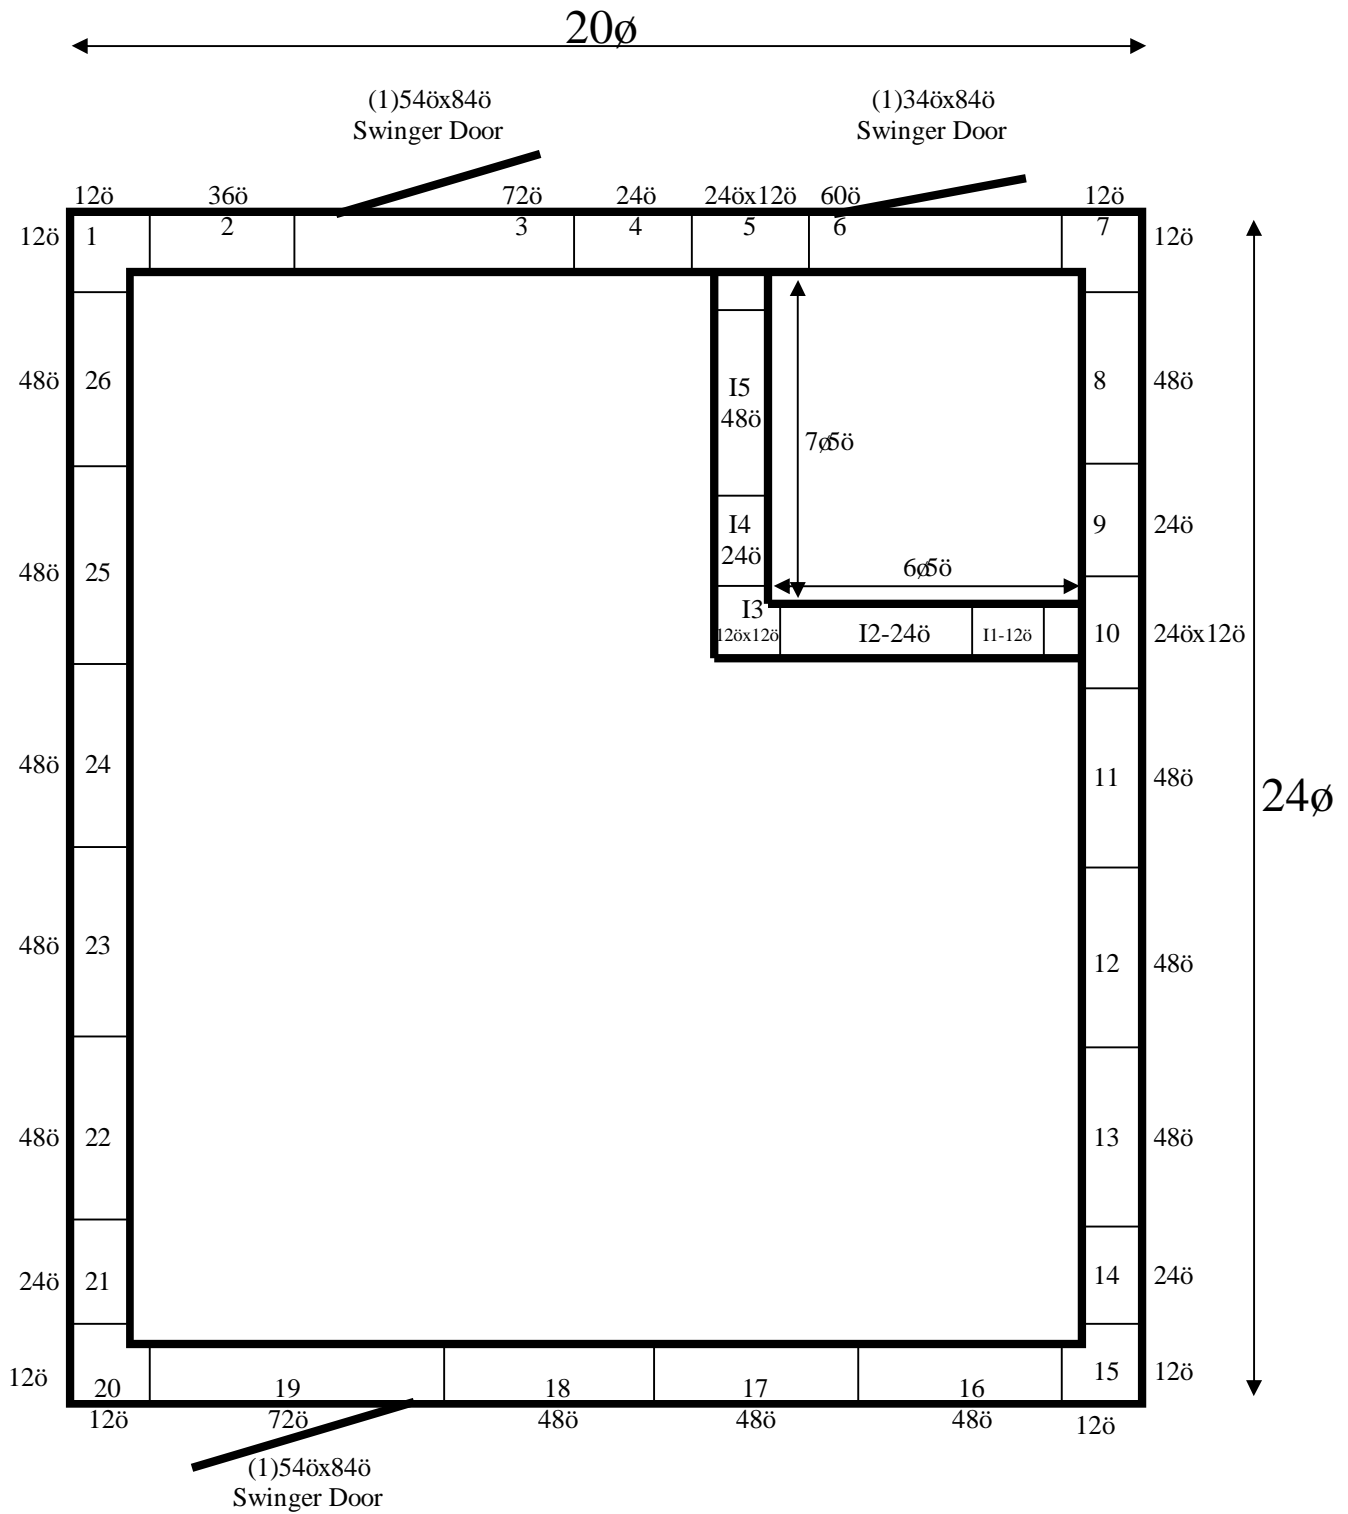 20ø
(1)54öx84ö
Swinger Door
(1)34öx84ö
Swinger Door
12ö
36ö
72ö
24ö
24öx12ö
60ö
12ö
12ö
1
2
3
4
5
6
7
12ö
48ö
26
I5
48ö
8
48ö
7ø5ö
I4
24ö
9
24ö
48ö
25
6ø5ö
I3
12öx12ö
I2-24ö
I1-12ö
10
24öx12ö
48ö
24
11
48ö
24ø
48ö
23
12
48ö
48ö
22
13
48ö
24ö
21
14
24ö
12ö
20
19
18
17
16
15
12ö
12ö
72ö
48ö
48ö
48ö
12ö
(1)54öx84ö
Swinger Door